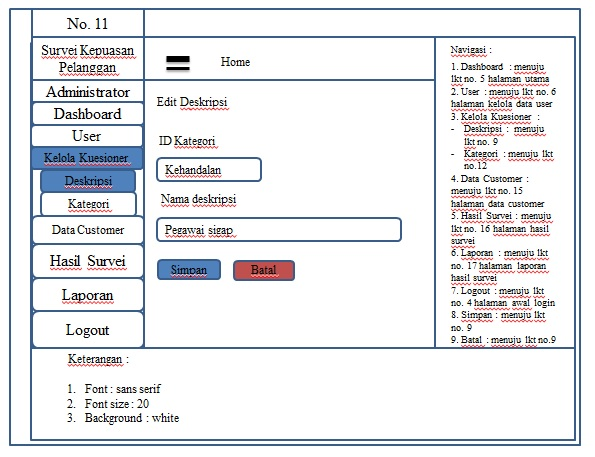 No. 11
Survei Kepuasan
Pelanggan
Home
Administrator
Dashboard
User
Kelola Kuesioner
Deskripsi
Kategori
Data Customer
Hasil Survei
Laporan
Logout
Edit Deskripsi
ID Kategori
Kehandalan
Nama deskripsi
Pegawai sigap
Simpan
Batal
Navigasi :
1. Dashboard : menuju
lkt no. 5 halaman utama
2. User : menuju lkt no. 6
halaman kelola data user
3. Kelola Kuesioner :
- Deskripsi : menuju
lkt no. 9
- Kategori : menuju lkt
no.12
4. Data Customer :
menuju lkt no. 15
halaman data customer
5. Hasil Survei : menuju
lkt no. 16 halaman hasil
survei
6. Laporan : menuju lkt
no. 17 halaman laporan
hasil survei
7. Logout : menuju lkt
no. 4 halaman awal login
8. Simpan : menuju lkt
no. 9
9. Batal : menuju lkt no.9
Keterangan :
1. Font : sans serif
2. Font size : 20
3. Background : white